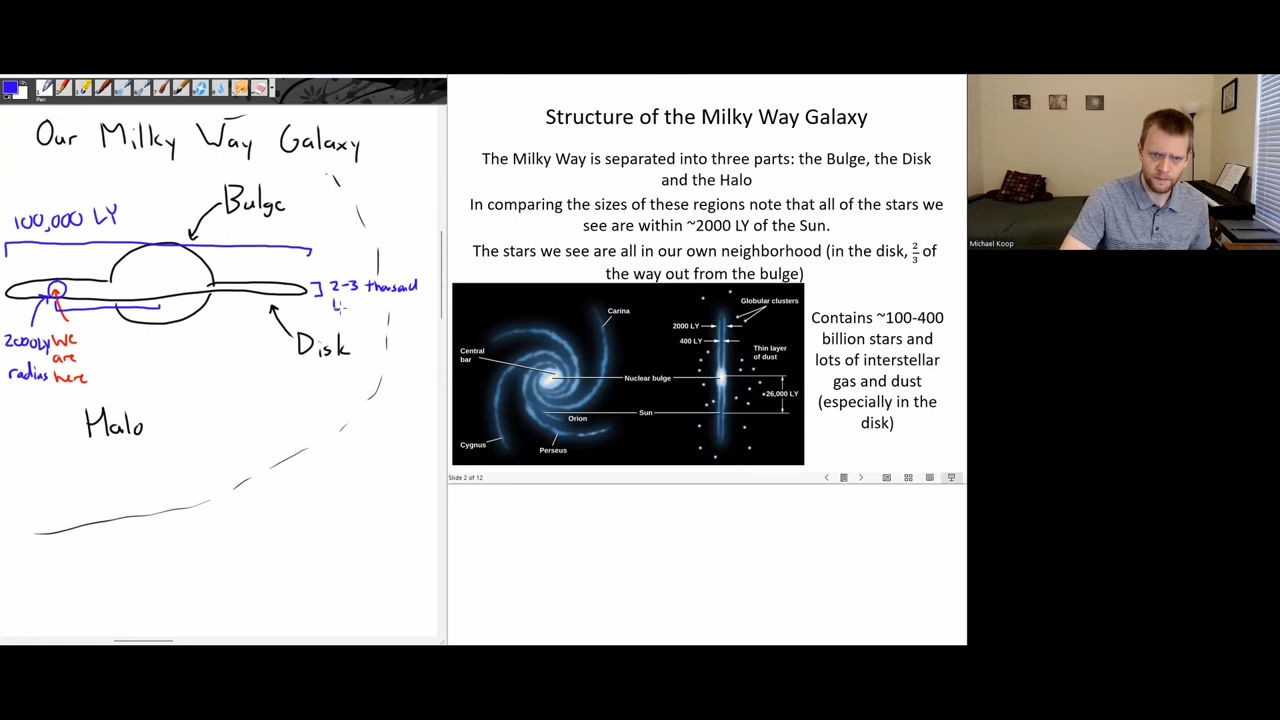 Our Milky Way Galaxy
Bulge
100,000 LY
2-3 thousand
L
Disk
2000LY
radius
We
are
here
Halo
Pen
Structure of the Milky Way Galaxy
The Milky Way is separated into three parts: the Bulge, the Disk
and the Halo
In comparing the sizes of these regions note that all of the stars we
see are within ~2000 LY of the Sun.
The stars we see are all in our own neighborhood (in the disk, 2/3 of
the way out from the bulge)
Globular clusters
Carina
2000 LY
400 LY
Thin layer
of dust
Central
bar
Nuclear bulge
+26,000 LY
Sun
Orion
Cygnus
Perseus
Contains ~100-400
billion stars and
lots of interstellar
gas and dust
(especially in the
disk)
Slide 2 of 12
Michael Koop